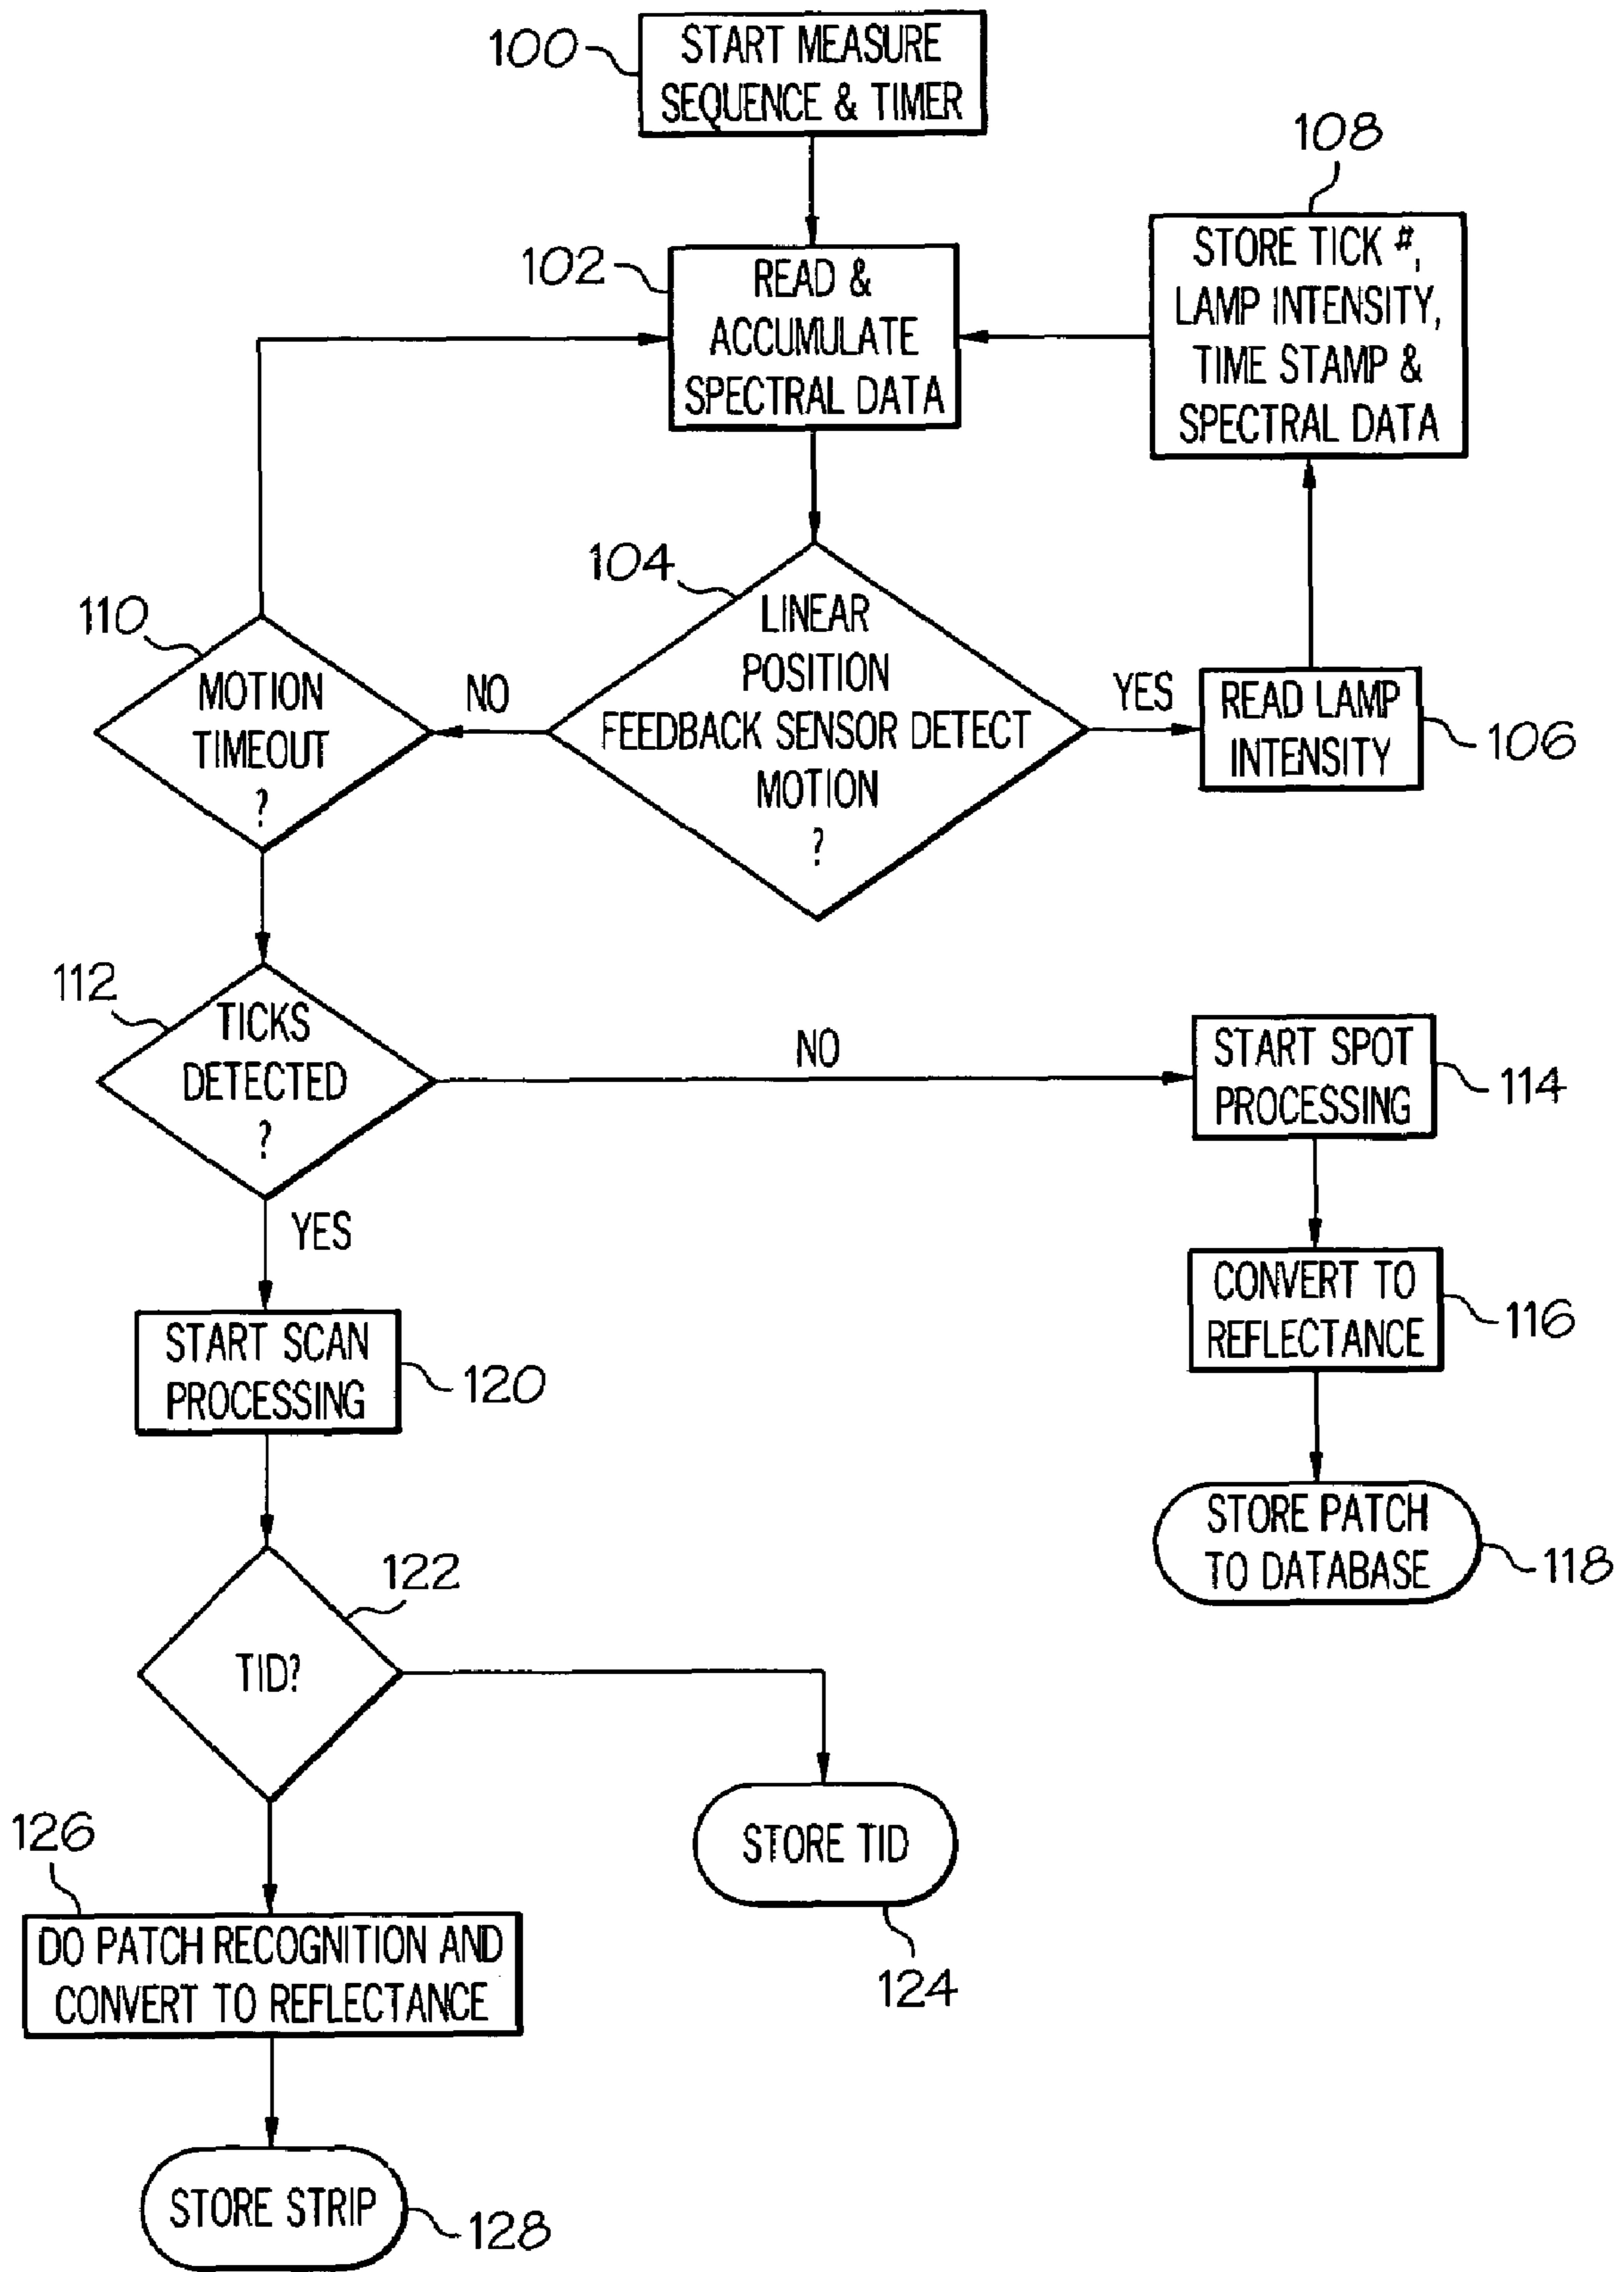 100
START MEASURE
SEQUENCE & TIMER
108
STORE TICK #,
LAMP INTENSITY,
TIME STAMP &
SPECTRAL DATA
102
READ &
ACCUMULATE
SPECTRAL DATA
104
LINEAR
POSITION
FEEDBACK SENSOR DETECT
MOTION
?
110
MOTION
TIMEOUT
?
NO
YES
READ LAMP
INTENSITY
106
112
TICKS
DETECTED
?
NO
START SPOT
PROCESSING
114
YES
CONVERT TO
REFLECTANCE
116
START SCAN
PROCESSING
120
STORE PATCH
TO DATABASE
118
122
TID?
STORE TID
124
126
DO PATCH RECOGNITION AND
CONVERT TO REFLECTANCE
STORE STRIP
128